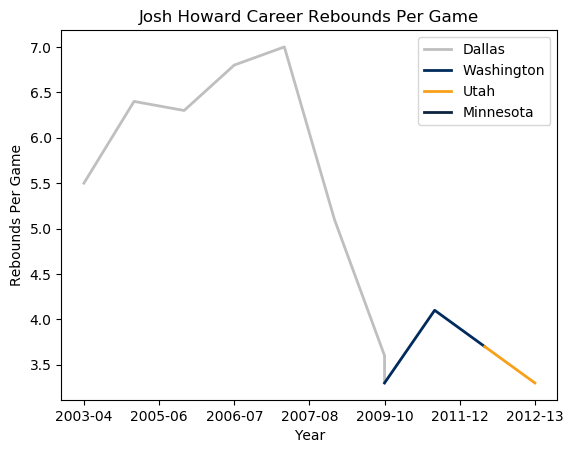 Josh Howard Career Rebounds Per Game
Dallas
Washington
Utah
Minnesota
Rebounds Per Game
7.0
6.5
6.0
5.5
5.0
4.5
4.0
3.5
2003-04 2005-06 2006-07 2007-08 2009-10 2011-12 2012-13
Year